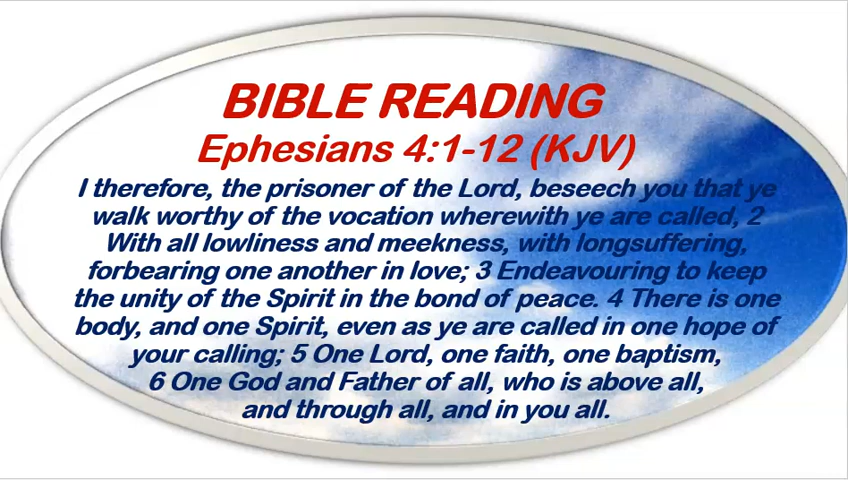 BIBLE READING
Ephesians 4:1-12 (KJV)
I therefore, the prisoner of the Lord, beseech you that ye
walk worthy of the vocation wherewith ye are called, 2
With all lowliness and meekness, with longsuffering,
forbearing one another in love; 3 Endeavouring to keep
the unity of the Spirit in the bond of peace. 4 There is one
body, and one Spirit, even as ye are called in one hope of
your calling; 5 One Lord, one faith, one baptism,
6 One God and Father of all, who is above all,
and through all, and in you all.